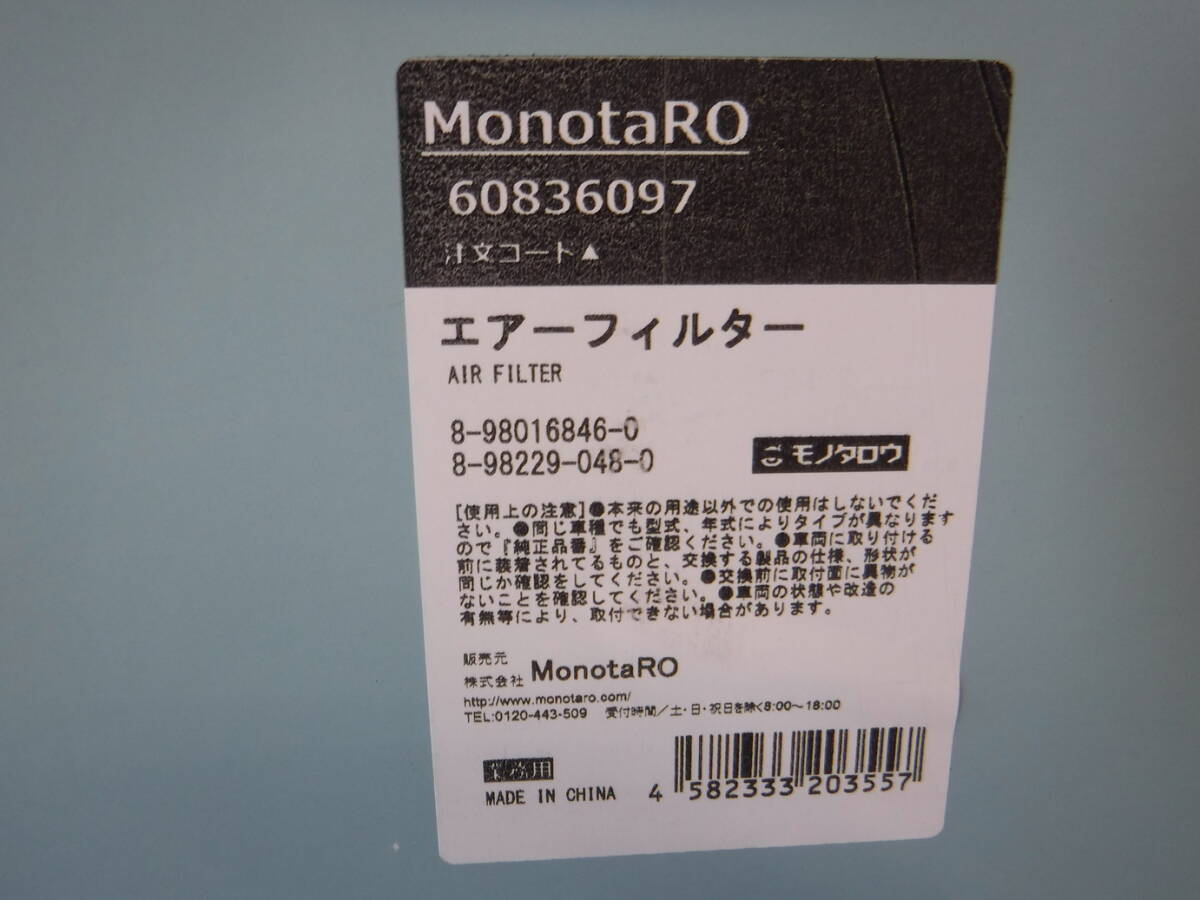 MonotaRO
60836097
注文コード▲
エアーフィルター
AIR FILTER
8-98016846-0
8-98229-048-0
モノタロウ
[使用上の注意]●本来の用途以外での使用はしないでくだ
さい。●同じ車種でも型式、年式によりタイプが異なります
ので『純正品番』をご確認ください。●車両に取り付ける
前に装着されてるものと、交換する製品の仕様、形状が
同じか確認をしてください。●交換前に取付面に異物が
ないことを確認してください。●車両の状態や改造の
有無等により、取付できない場合があります。
販売元
株式会社 MonotaRO
http://www.monotaro.com/
TEL:0120-443-509 受付時間/土・日・祝日を除く8:00~18:00
業務用
MADE IN CHINA
4 582333 203557